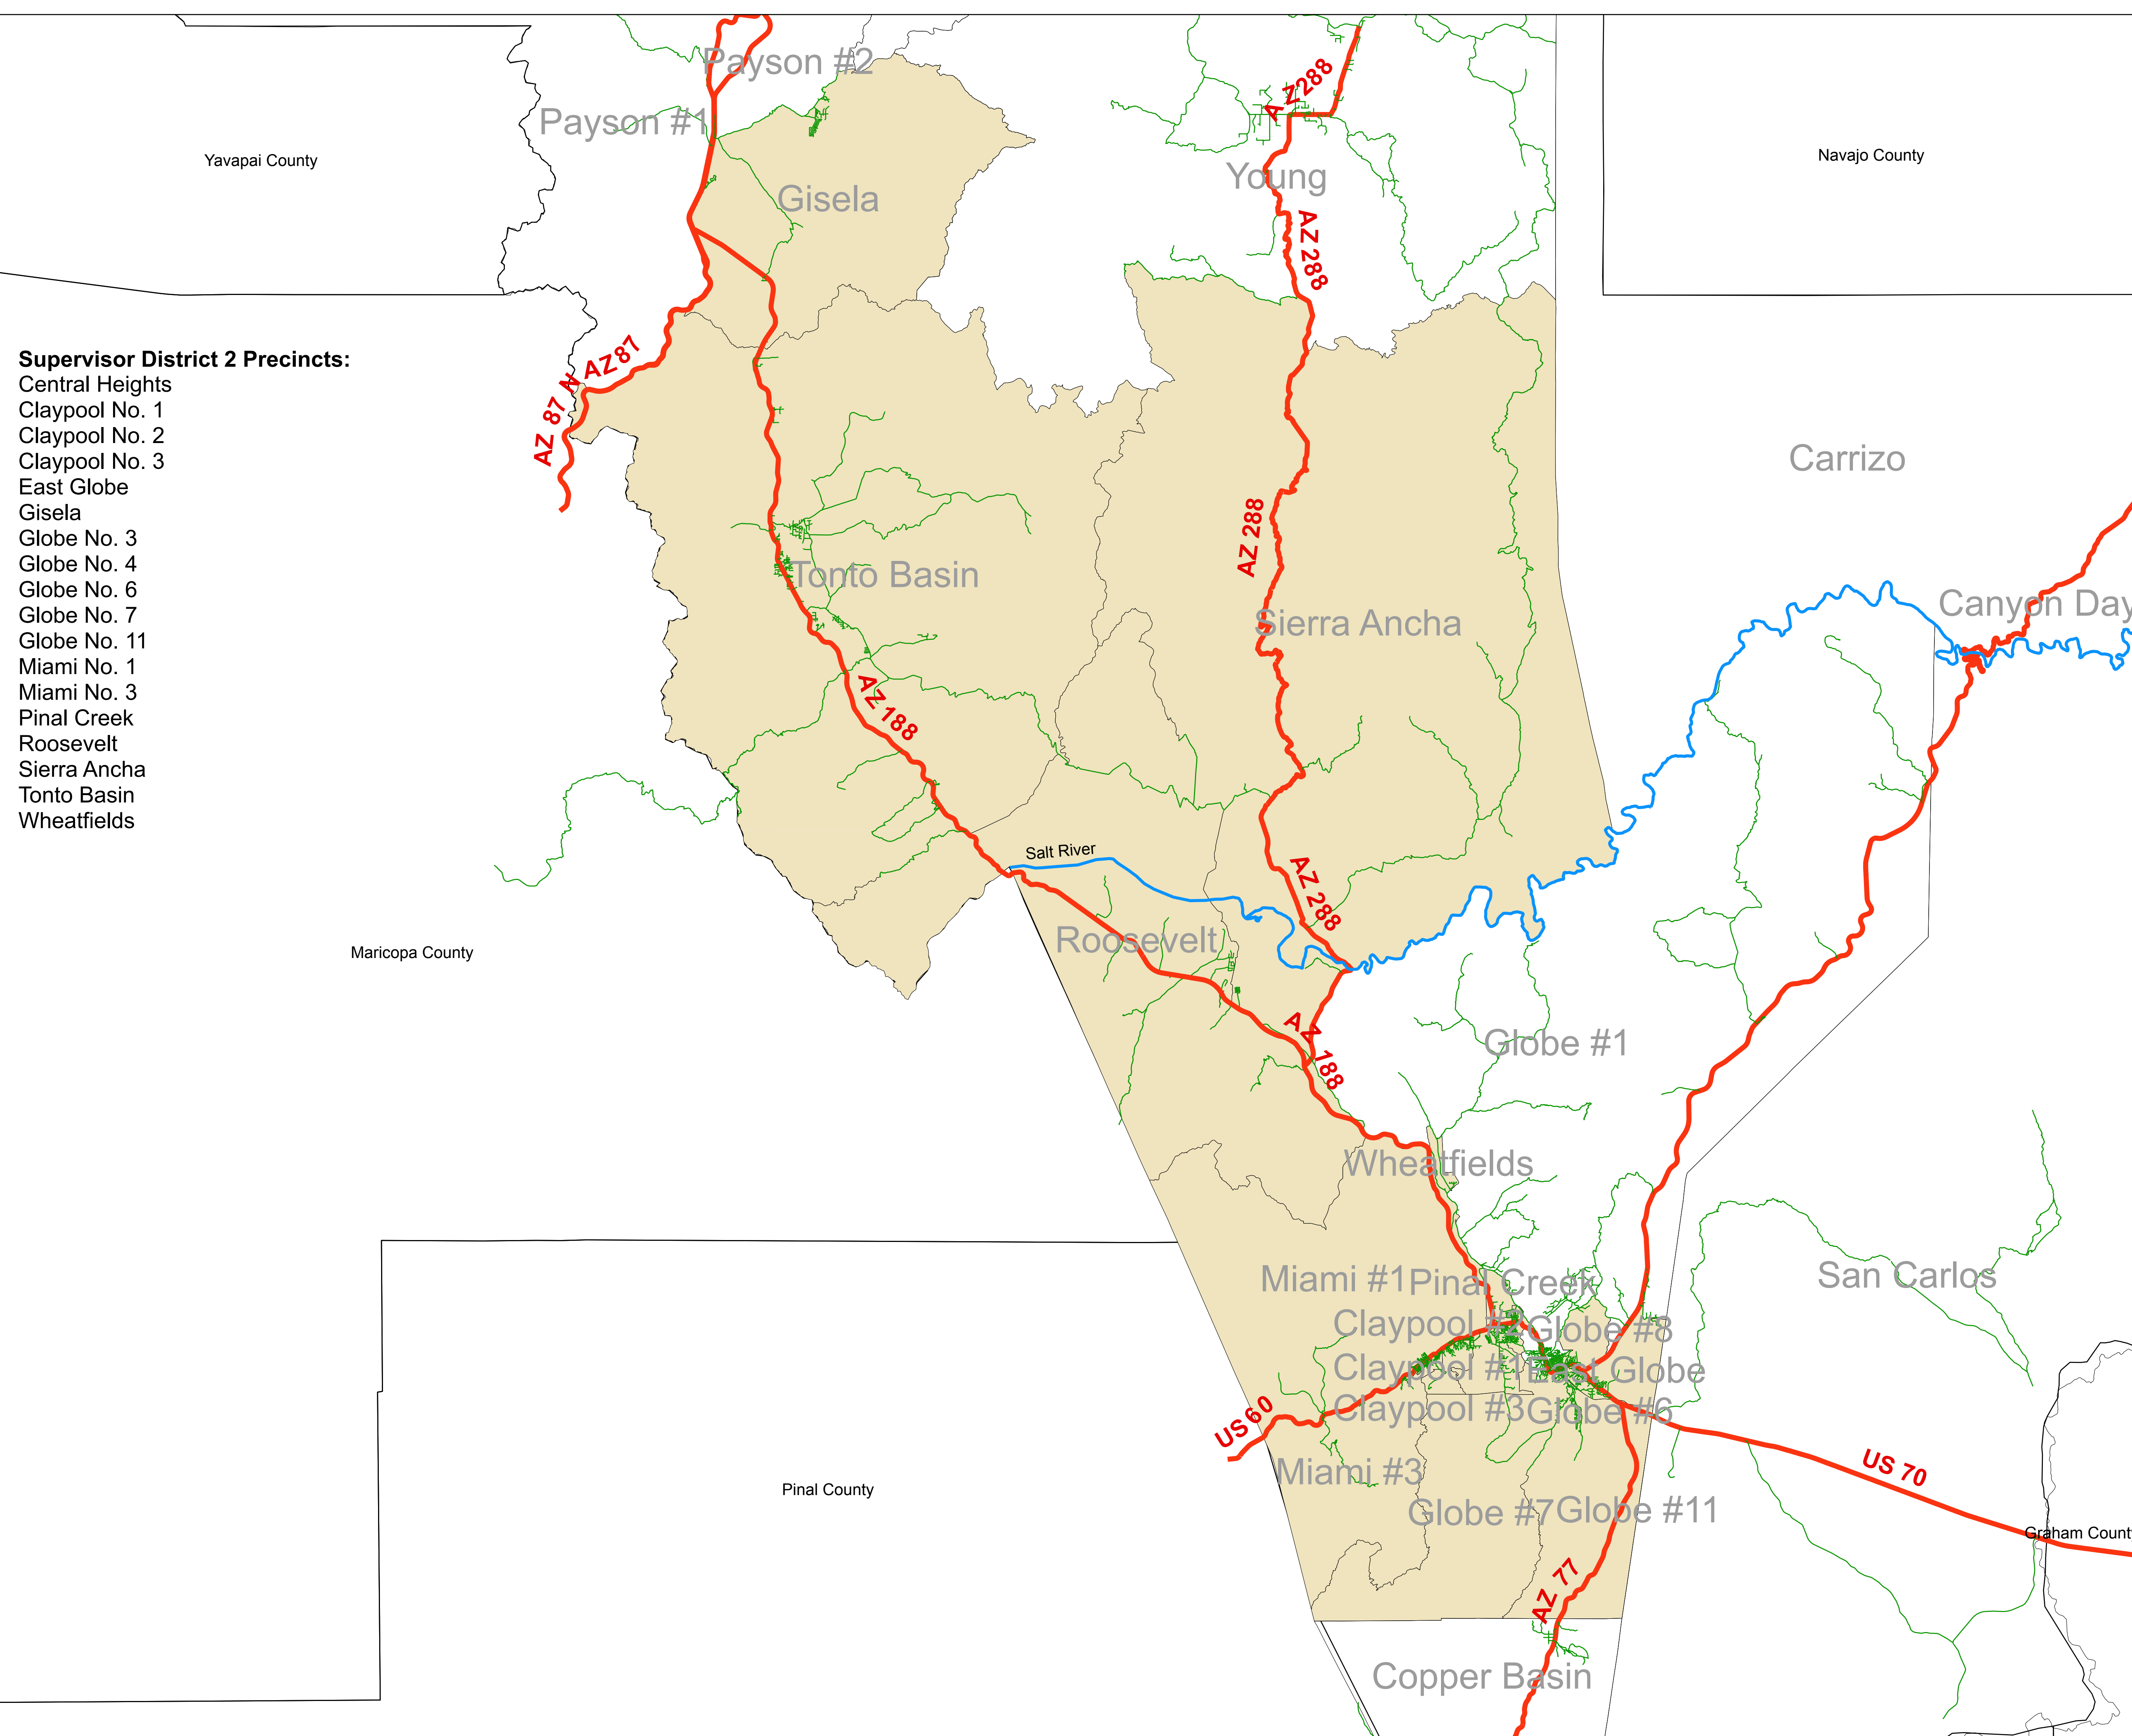 Payson #2
AZ 288
Payson #1
Yavapai County
Navajo County
Young
Gisela
AZ 288
Supervisor District 2 Precincts:
Central Heights
Claypool No. 1
Claypool No. 2
Claypool No. 3
East Globe
Gisela
Globe No. 3
Globe No. 4
Globe No. 6
Globe No. 7
Globe No. 11
Miami No. 1
Miami No. 3
Pinal Creek
Roosevelt
Sierra Ancha
Tonto Basin
Wheatfields
N AZ 87
AZ 87
Carrizo
AZ 288
Tonto Basin
Canyon Day
Sierra Ancha
AZ 188
Salt River
AZ 288
Roosevelt
Maricopa County
AZ 188
Globe #1
Wheatfields
Miami #1
Pinal Creek
San Carlos
Claypool #2
Globe #8
Claypool #1
East Globe
Claypool #3
Globe #6
US 60
Miami #3
US 70
Pinal County
Globe #7
Globe #11
Graham Count
AZ 77
Copper Basin